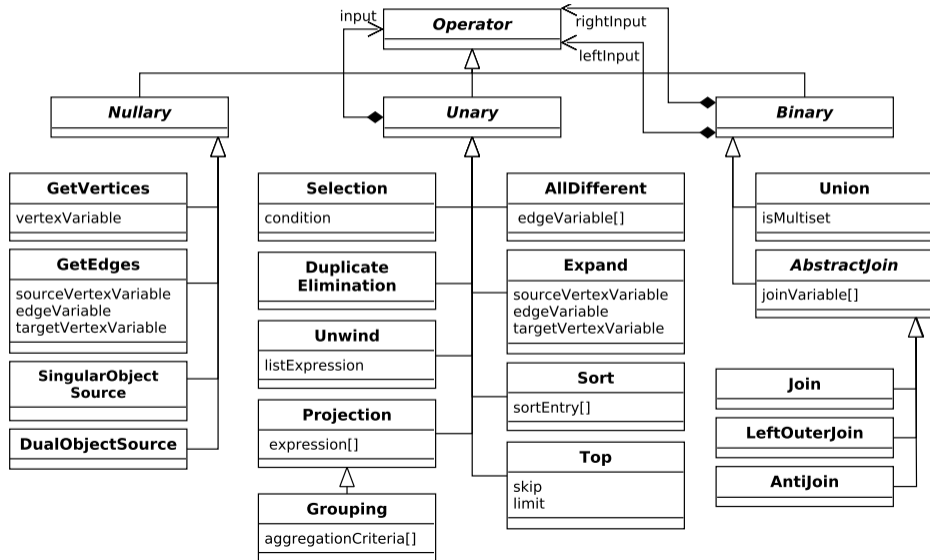 input
Operator
rightInput
leftInput
Nullary
Unary
Binary
GetVertices
vertexVariable
GetEdges
sourceVertexVariable
edgeVariable
targetVertexVariable
SingularObject
Source
DualObjectSource
Selection
condition
Duplicate
Elimination
Unwind
listExpression
Projection
expression[]
Grouping
aggregationCriteria[]
AllDifferent
edgeVariable[]
Expand
sourceVertexVariable
edgeVariable
targetVertexVariable
Sort
sortEntry[]
Top
skip
limit
Union
isMultiset
AbstractJoin
joinVariable[]
Join
LeftOuterJoin
AntiJoin